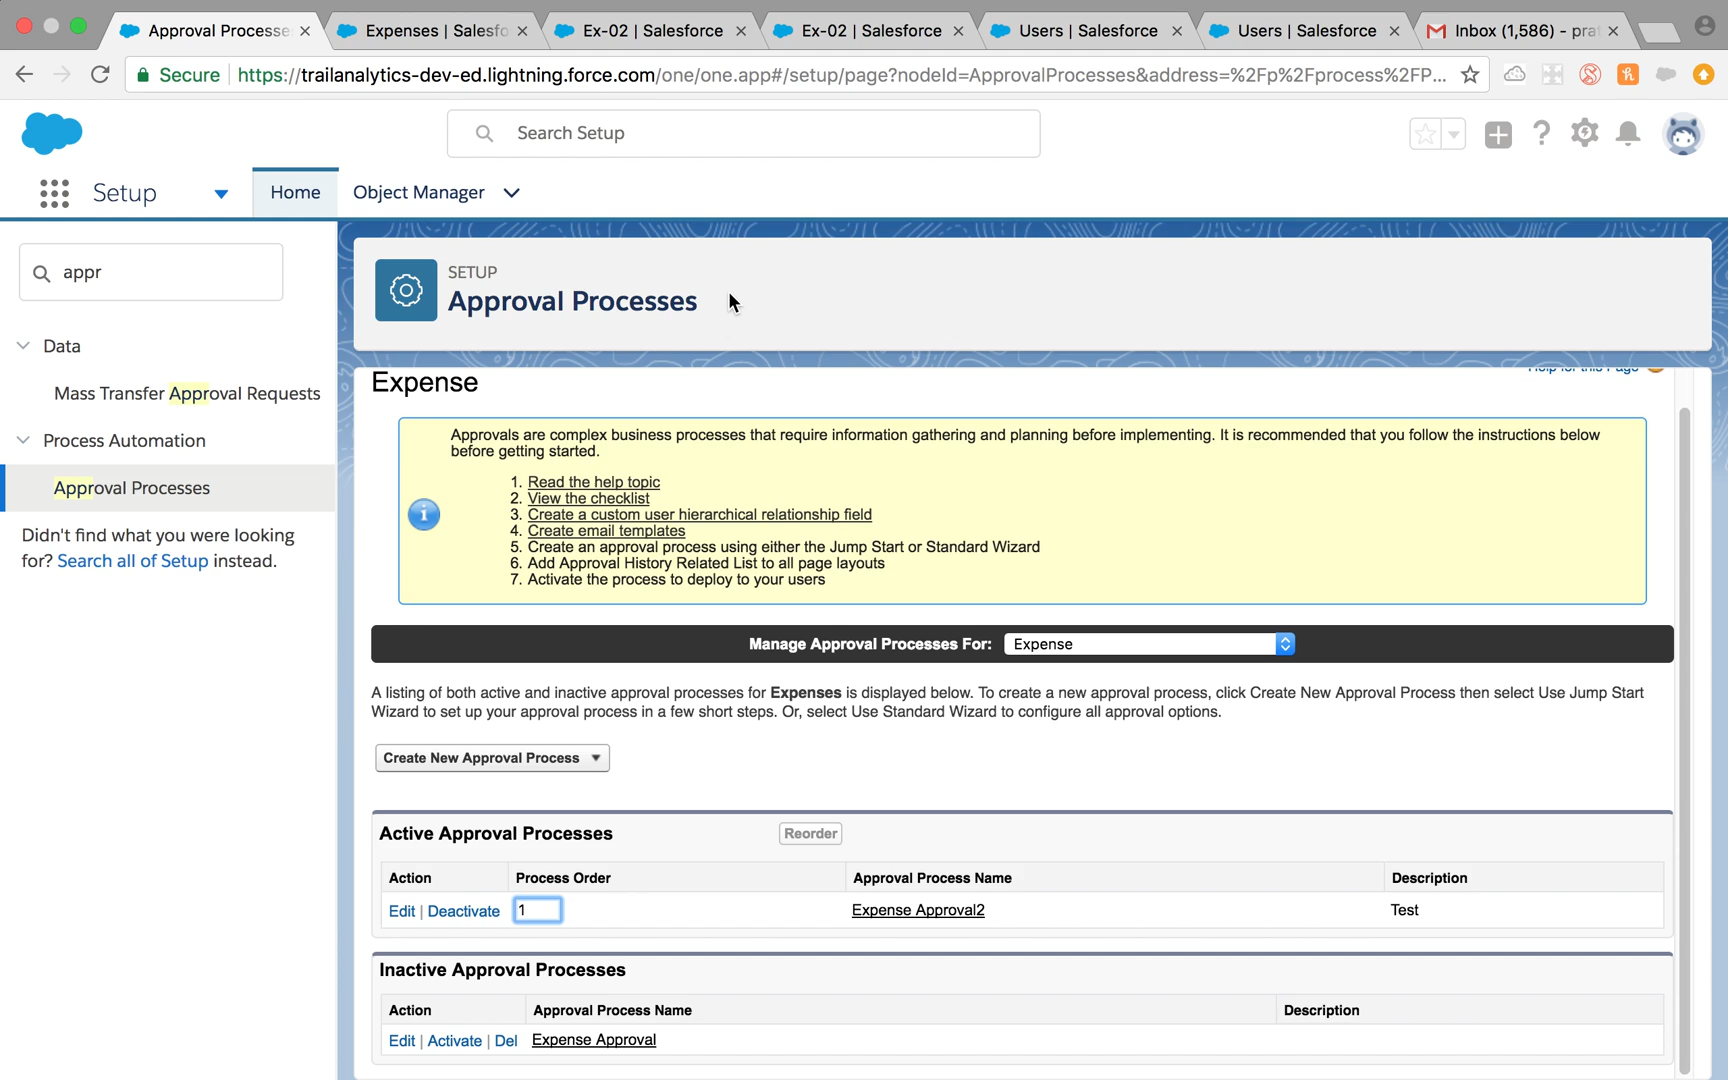 Approval Processe
Expenses | Salesfo
Ex-02 | Salesforce
Ex-02 | Salesforce
Users | Salesforce
Users | Salesforce
Inbox (1,586) - pra
Secure
https://trailanalytics-dev-ed.lightning.force.com/one/one.app#/setup/page?nodeId=ApprovalProcesses&address=%2Fp%2Fprocess%2FP...
Search Setup
Setup
Home
Object Manager
appr
Data
Mass Transfer Approval Requests
Process Automation
Approval Processes
Didn't find what you were looking
for? Search all of Setup instead.
SETUP
Approval Processes
Help for this Page
Expense
Approvals are complex business processes that require information gathering and planning before implementing. It is recommended that you follow the instructions below
before getting started.
1. Read the help topic
2. View the checklist
3. Create a custom user hierarchical relationship field
4. Create email templates
5. Create an approval process using either the Jump Start or Standard Wizard
6. Add Approval History Related List to all page layouts
7. Activate the process to deploy to your users
Manage Approval Processes For: Expense
A listing of both active and inactive approval processes for Expenses is displayed below. To create a new approval process, click Create New Approval Process then select Use Jump Start
Wizard to set up your approval process in a few short steps. Or, select Use Standard Wizard to configure all approval options.
Create New Approval Process
Active Approval Processes
Reorder
Action Process Order Approval Process Name Description
Edit | Deactivate 1 Expense Approval2 Test
Inactive Approval Processes
Action Approval Process Name Description
Edit | Activate | Del Expense Approval